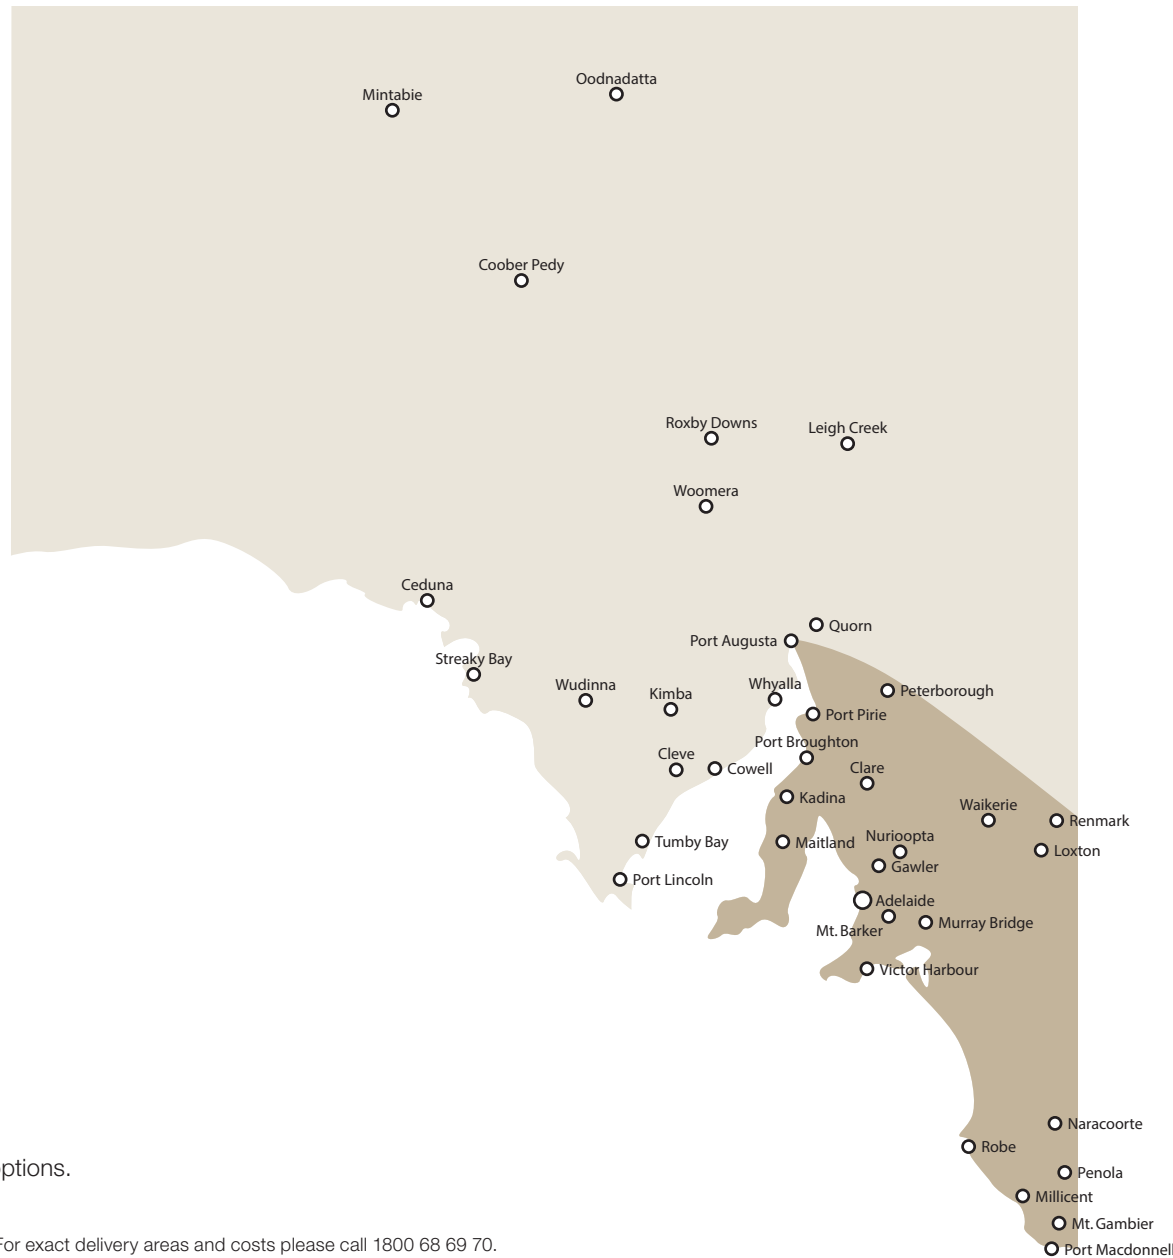 Oodnadatta
Mintabie
Coober Pedy
Roxby Downs
Leigh Creek
Woomera
Ceduna
Quorn
Port Augusta
Streaky Bay
Wudinna
Kimba
Whyalla
Peterborough
Port Pirie
Port Broughton
Cleve
Cowell
Clare
Kadina
Waikerie
Renmark
Tumby Bay
Maitland
Nurioopta
Loxton
Gawler
Port Lincoln
Adelaide
Mt. Barker
Murray Bridge
Victor Harbour
Naracoorte
Robe
ptions.
Penola
Millicent
Mt. Gambier
For exact delivery areas and costs please call 1800 68 69 70.
Port Macdonnell